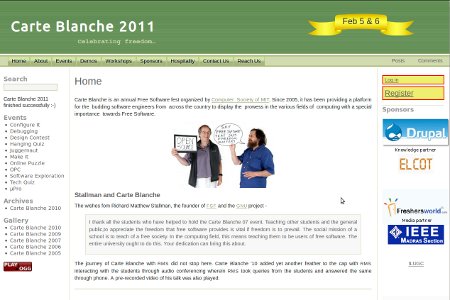 Carte Blanche 2011
Celebrating freedom...
Feb 5 & 6
Home About Events Demos Workshops Sponsors Hospitality Contact Us Reach Us Posts Comments
Search
Carte Blanche 2011
finished successfully :-)
Events
Configure It
Debugging
Design Contest
Hanging Quiz
Juggernaut
Make It
Online Puzzle
OPC
Software Exploration
Tech Quiz
μPro
Archives
Carte Blanche 2010
Gallery
Carte Blanche 2010
Carte Blanche 2009
Carte Blanche 2007
Carte Blanche 2006
Carte Blanche 2005
PLAY OGG
Home
Carte Blanche is an annual Free Software fest organized by Computer Society of MIT. Since 2005, it has been providing a platform
for the budding software engineers from across the country to display the prowess in the various fields of computing with a special
importance towards Free Software.
Stallman and Carte Blanche
The wishes from Richard Matthew Stallman, the founder of FSF and the GNU project -
I thank all the students who have helped to hold the Carte Blanche 07 event. Teaching other students and the general
public to appreciate the freedom that free software provides is vital if freedom is to prevail. The social mission of a
school is to teach of a free society. In the computing field, this means teaching them to be users of free software. The
entire university ought to do this. Your dedication can bring this about.
The journey of Carte Blanche with RMS did not stop here. Carte Blanche '10 added yet another feather to the cap with RMS
interacting with the students through audio conferencing wherein RMS took queries from the students and answered the same
through phone. A pre-recorded video of his talk was also played.
Log in
Register
Sponsors
Drupal
Knowledge partner
ELCOT
Freshersworld.com
Media partner
IEEE
MADRAS Section